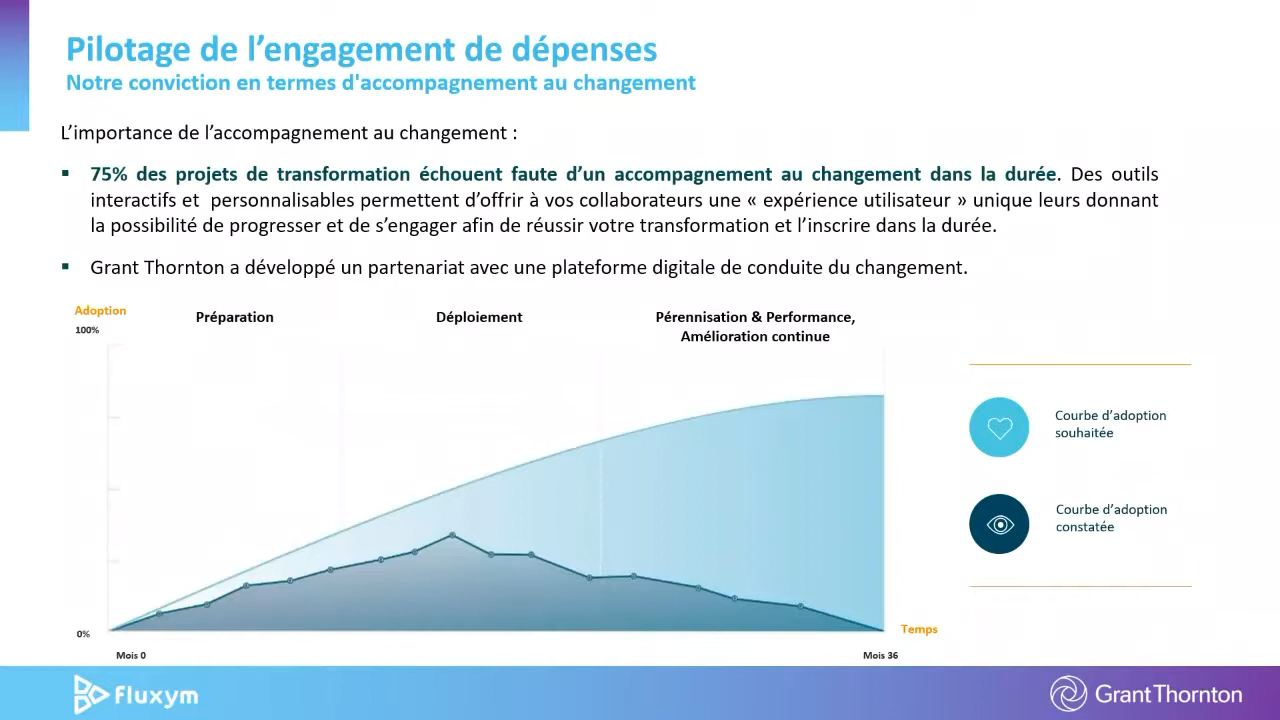 Pilotage de l’engagement de dépenses
Notre conviction en termes d'accompagnement au changement
L’importance de l’accompagnement au changement :
▪ 75% des projets de transformation échouent faute d’un accompagnement au changement dans la durée. Des outils
interactifs et personnalisables permettent d’offrir à vos collaborateurs une « expérience utilisateur » unique leurs donnant
la possibilité de progresser et de s’engager afin de réussir votre transformation et l’inscrire dans la durée.
▪ Grant Thornton a développé un partenariat avec une plateforme digitale de conduite du changement.
Adoption
100%
Préparation
Déploiement
Pérennisation & Performance,
Amélioration continue
Courbe d’adoption
souhaitée
Courbe d’adoption
constatée
0%
Temps
Mois 0
Mois 36
Fluxym
Grant Thornton